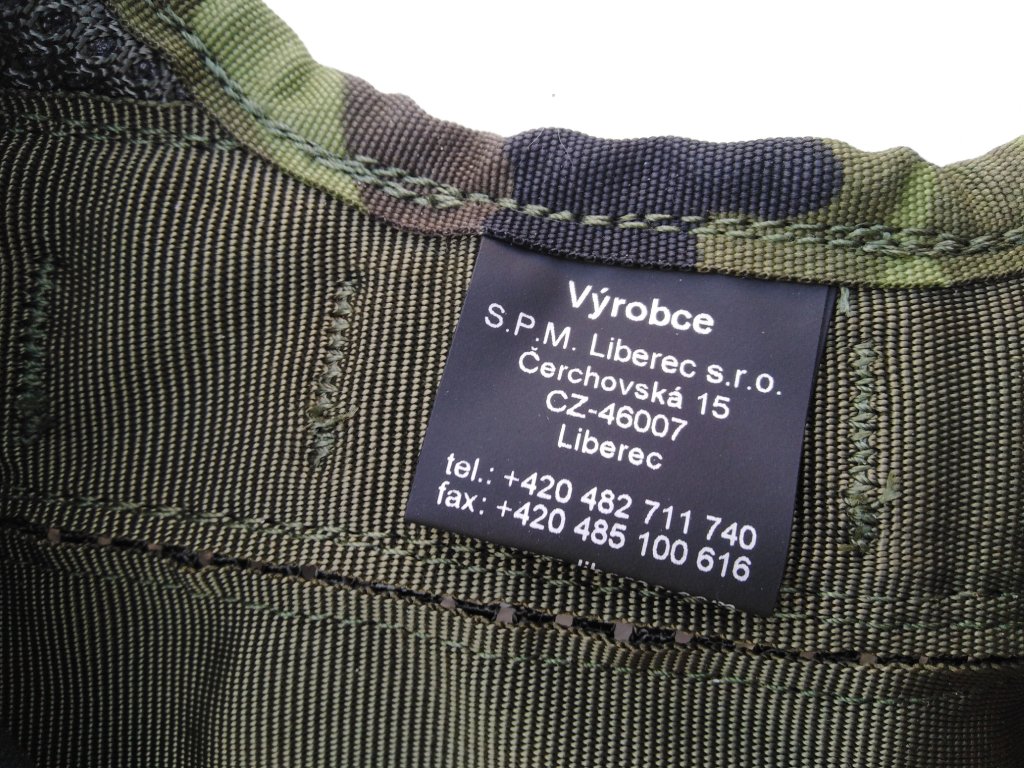 Výrobce
S.P.M. Liberec s.r.o.
Čerchovská 15
CZ-46007
Liberec
tel.: +420 482 711 740
fax: +420 485 100 616